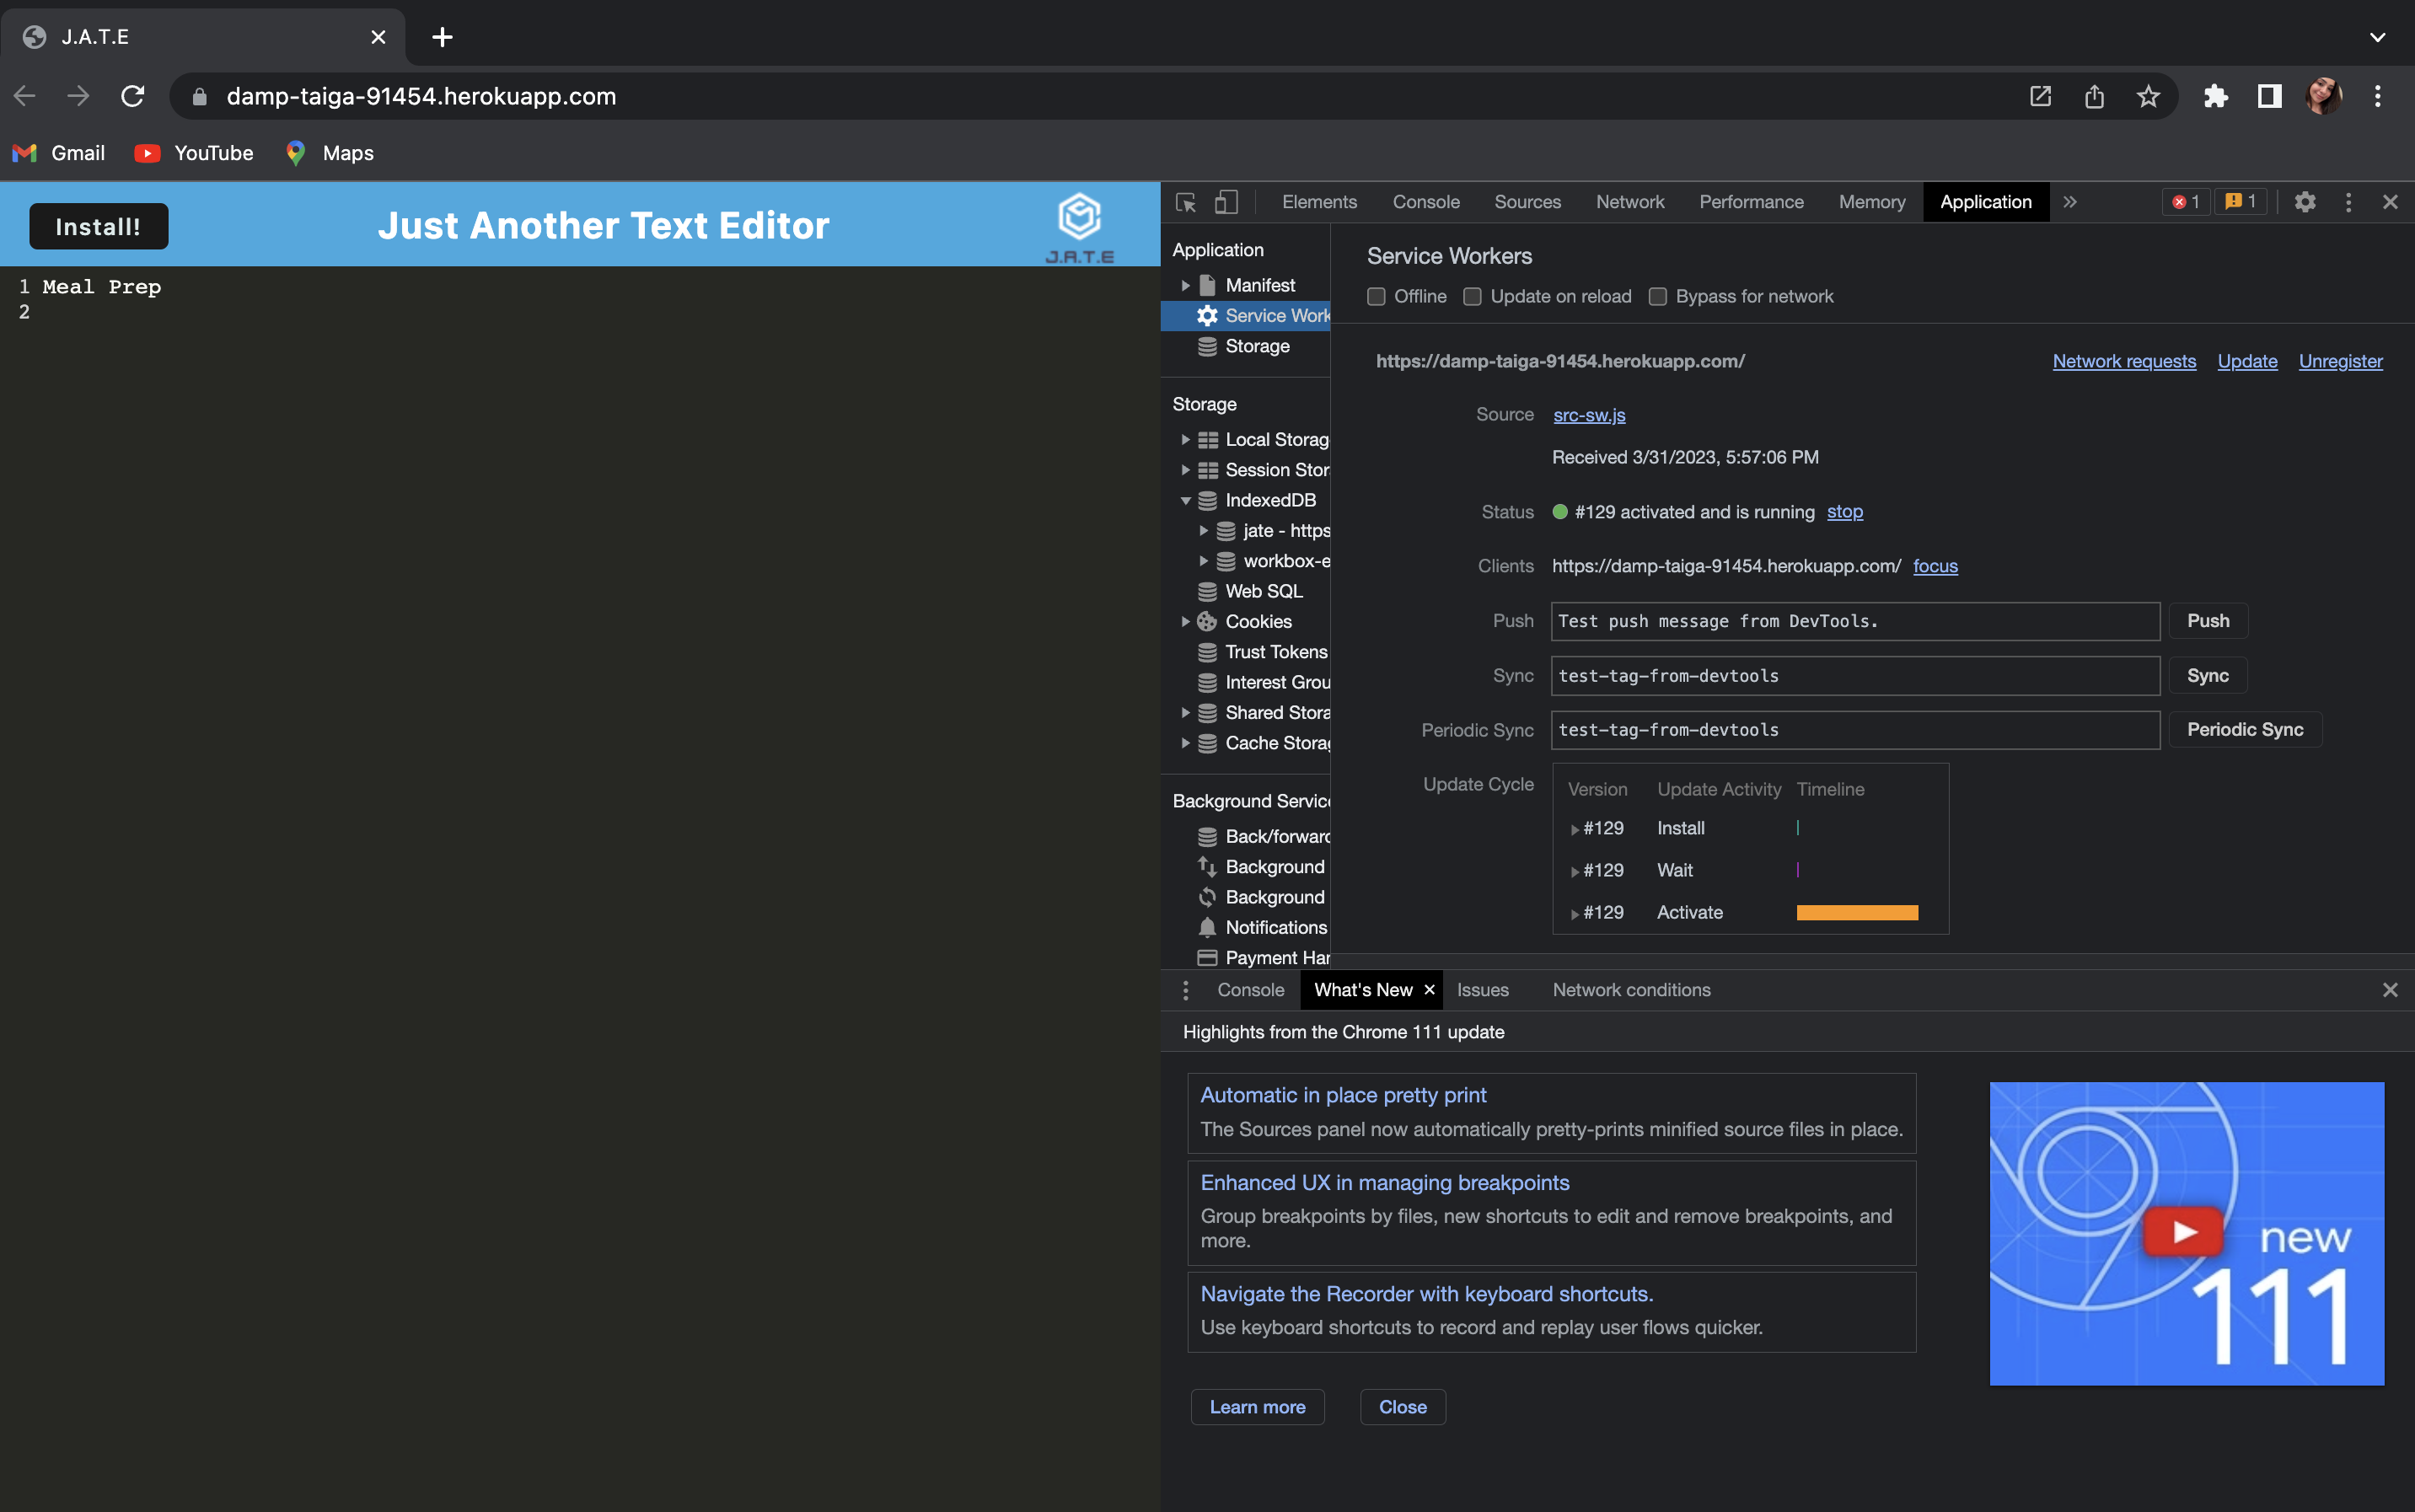 J.A.T.E
damp-taiga-91454.herokuapp.com
Gmail YouTube Maps
Install! Just Another Text Editor J.A.T.E
1 Meal Prep
2
Elements Console Sources Network Performance Memory Application 1 1
Application
Manifest
Service Work
Storage
Storage
Local Storag
Session Stor
IndexedDB
jate - https
workbox-e
Web SQL
Cookies
Trust Tokens
Interest Grou
Shared Stora
Cache Storag
Background Service
Back/forward
Background
Background
Notifications
Payment Har
Service Workers
Offline Update on reload Bypass for network
https://damp-taiga-91454.herokuapp.com/ Network requests Update Unregister
Source src-sw.js
Received 3/31/2023, 5:57:06 PM
Status #129 activated and is running stop
Clients https://damp-taiga-91454.herokuapp.com/ focus
Push Test push message from DevTools. Push
Sync test-tag-from-devtools Sync
Periodic Sync test-tag-from-devtools Periodic Sync
Update Cycle Version Update Activity Timeline
#129 Install
#129 Wait
#129 Activate
Console What's New Issues Network conditions
Highlights from the Chrome 111 update
Automatic in place pretty print
The Sources panel now automatically pretty-prints minified source files in place.
Enhanced UX in managing breakpoints
Group breakpoints by files, new shortcuts to edit and remove breakpoints, and
more.
Navigate the Recorder with keyboard shortcuts.
Use keyboard shortcuts to record and replay user flows quicker.
Learn more Close
new
111